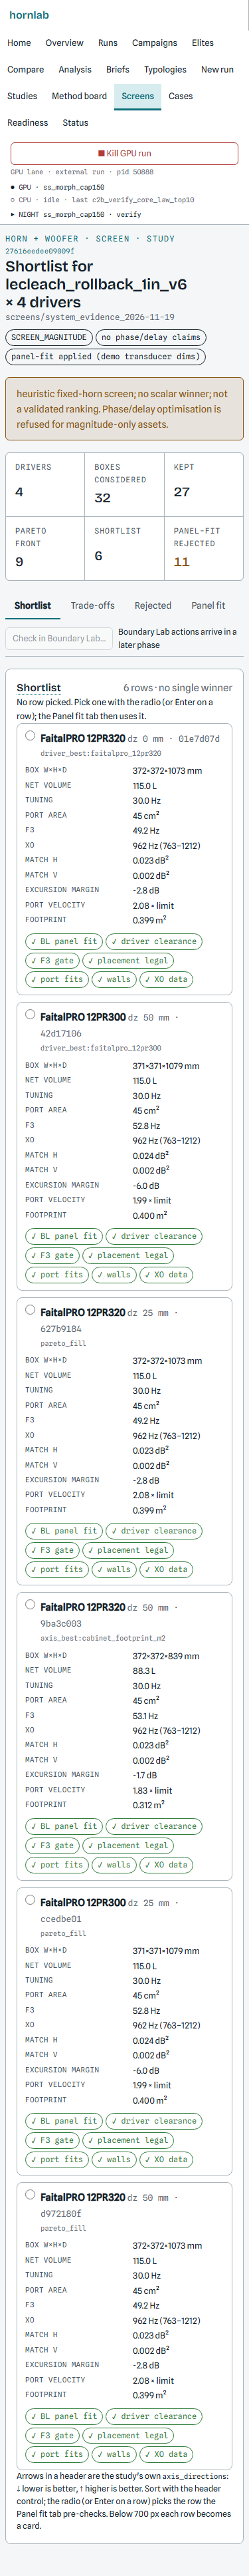 hornlab
Home Overview Runs Campaigns Elites
Compare Analysis Briefs Typologies New run
Studies Method board Screens Cases
Readiness Status
Kill GPU run
GPU lane · external run · pid 50888
● GPU · ss_morph_cap150
○ CPU · idle · last c2b_verify_core_law_top10
▸ NIGHT ss_morph_cap150 · verify
HORN + WOOFER · SCREEN · STUDY
27616eedee09009f
Shortlist for
lecleach_rollback_1in_v6
× 4 drivers
screens/system_evidence_2026-11-19
SCREEN_MAGNITUDE no phase/delay claims
panel-fit applied (demo transducer dims)
heuristic fixed-horn screen; no scalar winner; not
a validated ranking. Phase/delay optimisation is
refused for magnitude-only assets.
DRIVERS
4
BOXES
CONSIDERED
32
KEPT
27
PARETO
FRONT
9
SHORTLIST
6
PANEL-FIT
REJECTED
11
Shortlist Trade-offs Rejected Panel fit
Check in Boundary Lab…
Boundary Lab actions arrive in a
later phase
Shortlist 6 rows · no single winner
No row picked. Pick one with the radio (or Enter on a
row); the Panel fit tab then uses it.
FaitalPRO 12PR320 dz 0 mm · 01e7d07d
driver_best:faitalpro_12pr320
BOX W×H×D 372×372×1073 mm
NET VOLUME 115.0 L
TUNING 30.0 Hz
PORT AREA 45 cm²
F3 49.2 Hz
XO 962 Hz (763–1212)
MATCH H 0.023 dB²
MATCH V 0.002 dB²
EXCURSION MARGIN -2.8 dB
PORT VELOCITY 2.08 × limit
FOOTPRINT 0.399 m²
✓ BL panel fit ✓ driver clearance
✓ F3 gate ✓ placement legal
✓ port fits ✓ walls ✓ XO data
FaitalPRO 12PR300 dz 50 mm ·
42d17106
driver_best:faitalpro_12pr300
BOX W×H×D 371×371×1079 mm
NET VOLUME 115.0 L
TUNING 30.0 Hz
PORT AREA 45 cm²
F3 52.8 Hz
XO 962 Hz (763–1212)
MATCH H 0.024 dB²
MATCH V 0.002 dB²
EXCURSION MARGIN -6.0 dB
PORT VELOCITY 1.99 × limit
FOOTPRINT 0.400 m²
✓ BL panel fit ✓ driver clearance
✓ F3 gate ✓ placement legal
✓ port fits ✓ walls ✓ XO data
FaitalPRO 12PR320 dz 25 mm ·
627b9184
pareto_fill
BOX W×H×D 372×372×1073 mm
NET VOLUME 115.0 L
TUNING 30.0 Hz
PORT AREA 45 cm²
F3 49.2 Hz
XO 962 Hz (763–1212)
MATCH H 0.023 dB²
MATCH V 0.002 dB²
EXCURSION MARGIN -2.8 dB
PORT VELOCITY 2.08 × limit
FOOTPRINT 0.399 m²
✓ BL panel fit ✓ driver clearance
✓ F3 gate ✓ placement legal
✓ port fits ✓ walls ✓ XO data
FaitalPRO 12PR320 dz 50 mm ·
9ba3c003
axis_best:cabinet_footprint_m2
BOX W×H×D 372×372×839 mm
NET VOLUME 88.3 L
TUNING 30.0 Hz
PORT AREA 45 cm²
F3 53.1 Hz
XO 962 Hz (763–1212)
MATCH H 0.023 dB²
MATCH V 0.002 dB²
EXCURSION MARGIN -1.7 dB
PORT VELOCITY 1.83 × limit
FOOTPRINT 0.312 m²
✓ BL panel fit ✓ driver clearance
✓ F3 gate ✓ placement legal
✓ port fits ✓ walls ✓ XO data
FaitalPRO 12PR300 dz 25 mm ·
ccedbe01
pareto_fill
BOX W×H×D 371×371×1079 mm
NET VOLUME 115.0 L
TUNING 30.0 Hz
PORT AREA 45 cm²
F3 52.8 Hz
XO 962 Hz (763–1212)
MATCH H 0.024 dB²
MATCH V 0.002 dB²
EXCURSION MARGIN -6.0 dB
PORT VELOCITY 1.99 × limit
FOOTPRINT 0.400 m²
✓ BL panel fit ✓ driver clearance
✓ F3 gate ✓ placement legal
✓ port fits ✓ walls ✓ XO data
FaitalPRO 12PR320 dz 50 mm ·
d972180f
pareto_fill
BOX W×H×D 372×372×1073 mm
NET VOLUME 115.0 L
TUNING 30.0 Hz
PORT AREA 45 cm²
F3 49.2 Hz
XO 962 Hz (763–1212)
MATCH H 0.023 dB²
MATCH V 0.002 dB²
EXCURSION MARGIN -2.8 dB
PORT VELOCITY 2.08 × limit
FOOTPRINT 0.399 m²
✓ BL panel fit ✓ driver clearance
✓ F3 gate ✓ placement legal
✓ port fits ✓ walls ✓ XO data
Arrows in a header are the study's own axis_directions:
↓ lower is better, ↑ higher is better. Sort with the header
control; the radio (or Enter on a row) picks the row the
Panel fit tab pre-checks. Below 700 px each row becomes
a card.